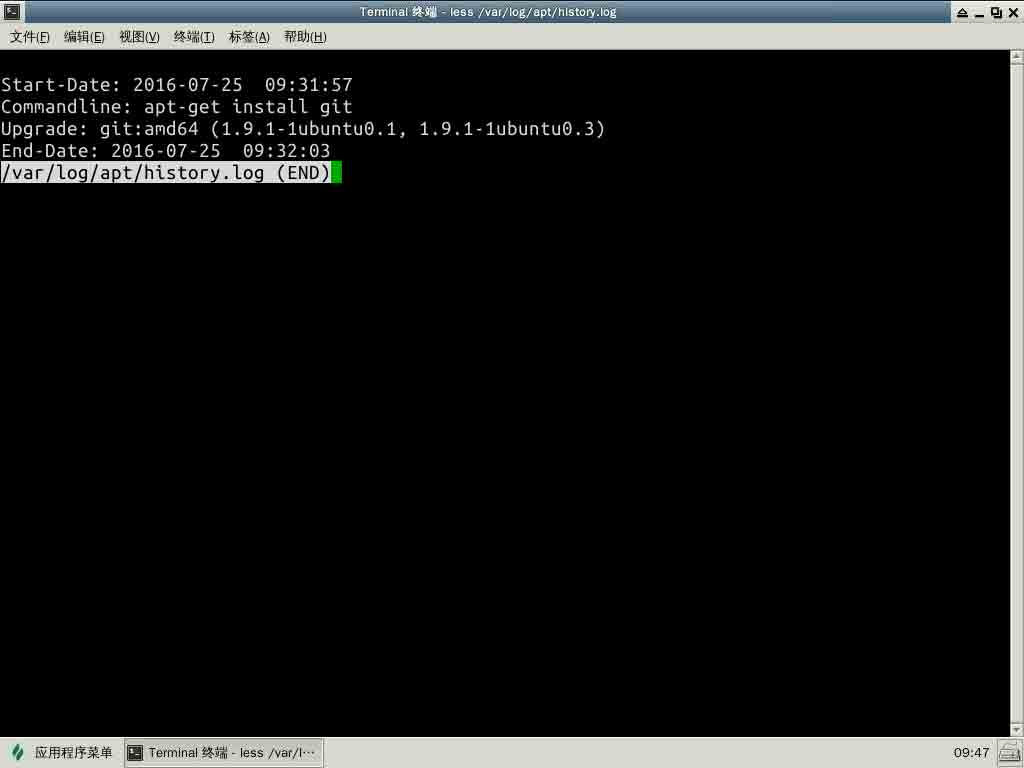 Terminal 终端 - less /var/log/apt/history.log
文件(F) 编辑(E) 视图(V) 终端(T) 标签(A) 帮助(H)
Start-Date: 2016-07-25  09:31:57
Commandline: apt-get install git
Upgrade: git:amd64 (1.9.1-1ubuntu0.1, 1.9.1-1ubuntu0.3)
End-Date: 2016-07-25  09:32:03
/var/log/apt/history.log (END)
应用程序菜单 Terminal 终端 - less /var/l… 09:47